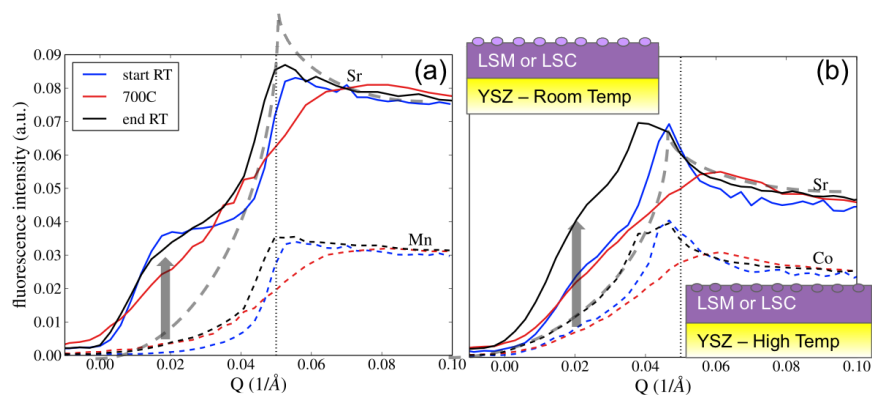 0.09
0.08
0.07
0.06
0.05
0.04
0.03
0.02
0.01
0.00
fluorescence intensity (a.u.)
start RT
700C
end RT
(a)
Sr
Mn
0.00 0.02 0.04 0.06 0.08 0.10
Q (1/Å)
LSM or LSC
YSZ – Room Temp
(b)
Sr
Co
LSM or LSC
YSZ – High Temp
0.00 0.02 0.04 0.06 0.08 0.10
Q (1/Å)